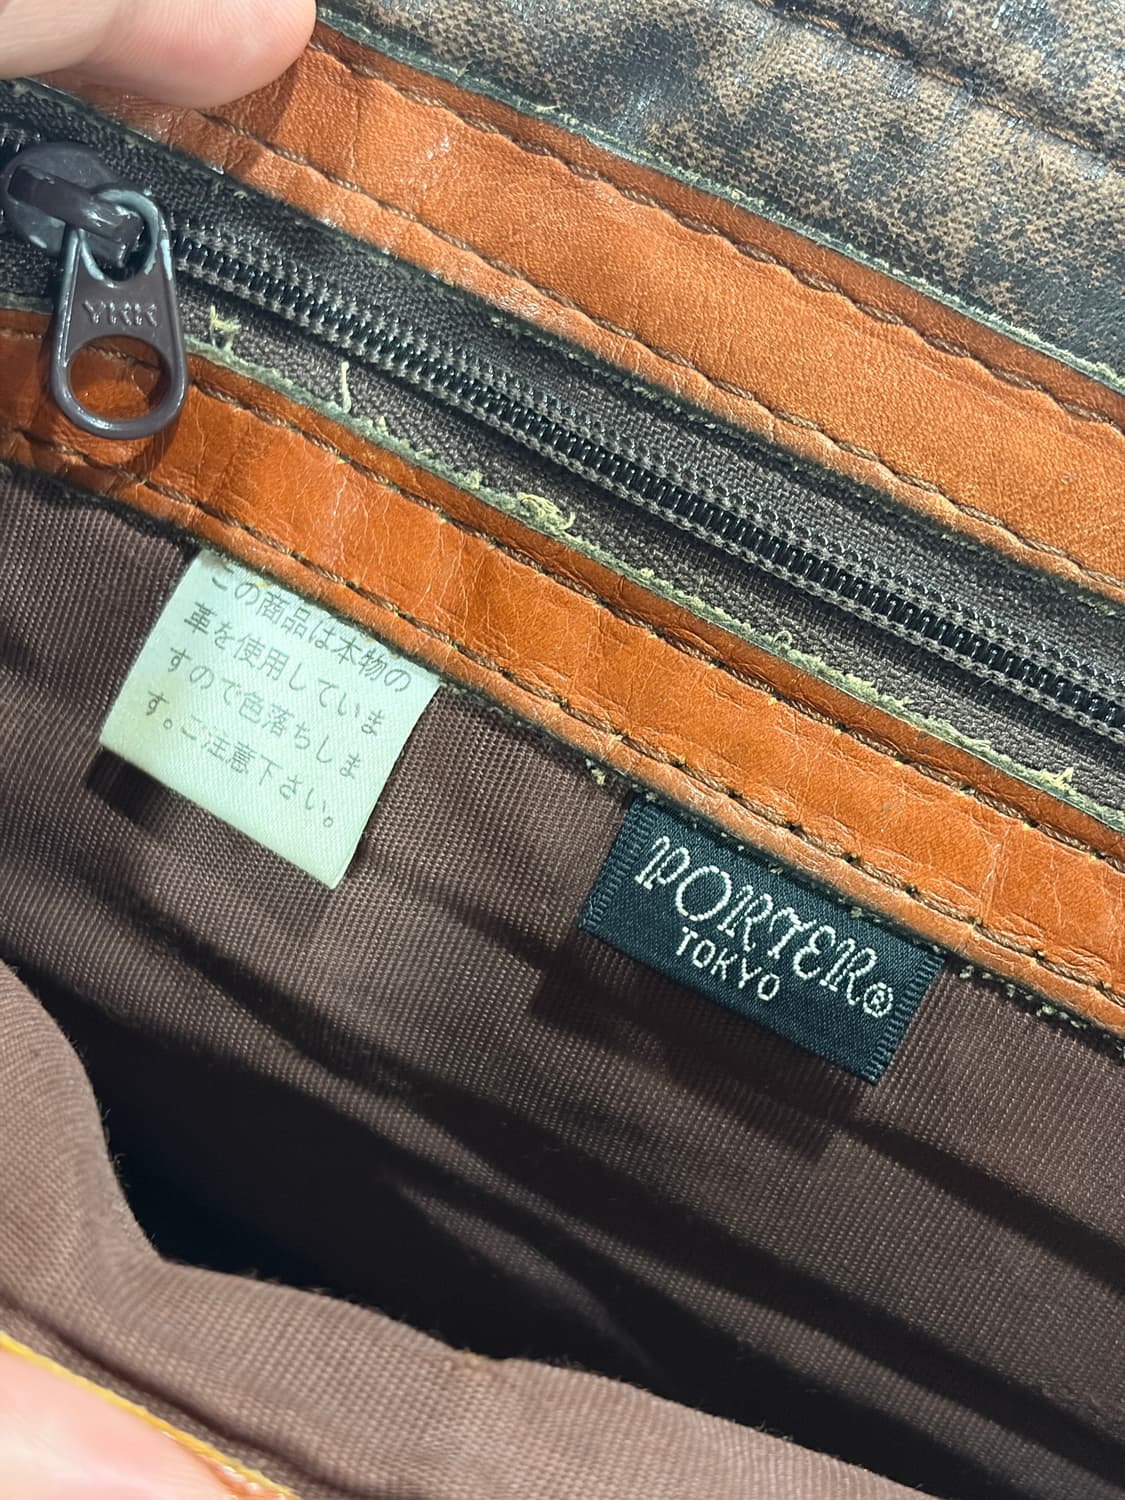 YKK
この商品は本物の
革を使用していま
すので色落ちしま
す。ご注意下さい。
PORTER®
TOKYO